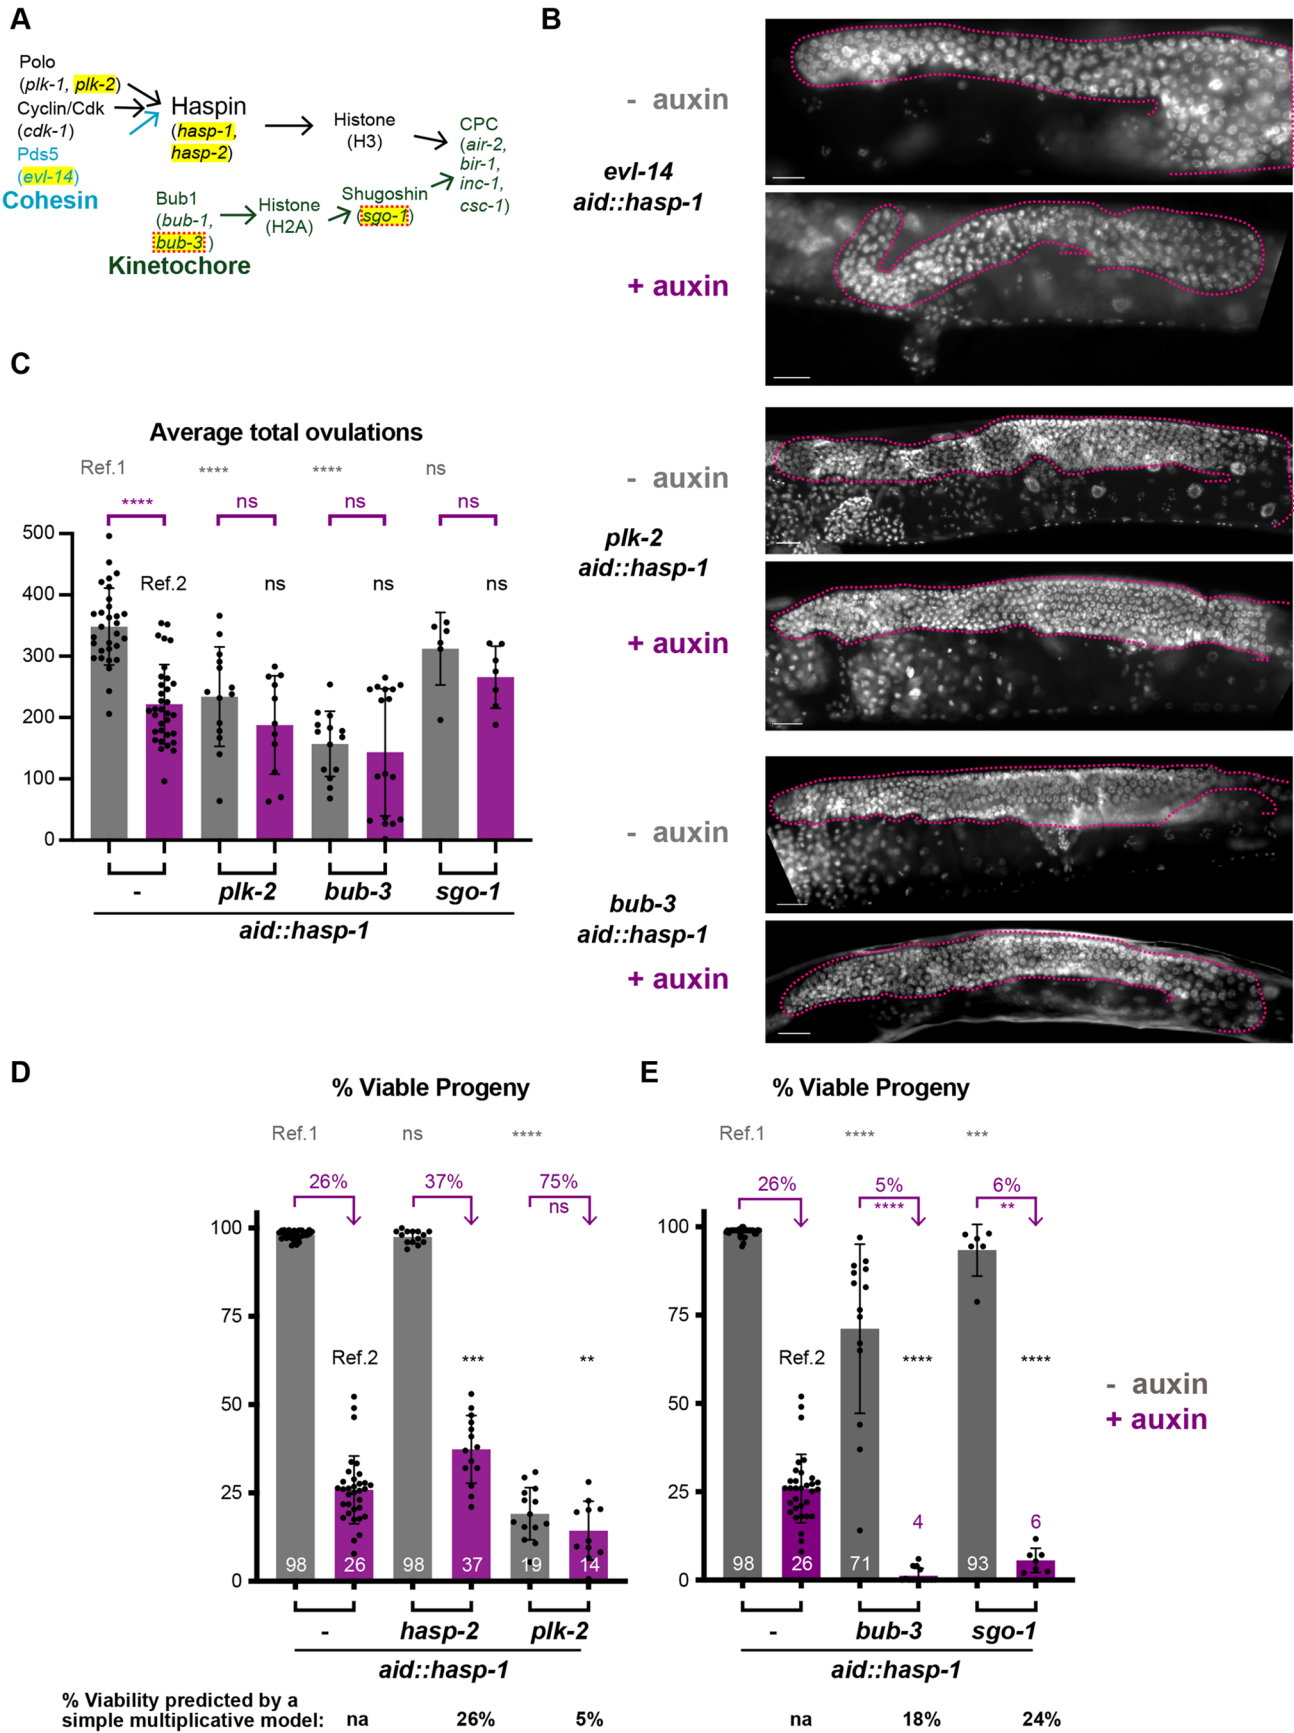 A
Polo
(plk-1, plk-2)
Cyclin/Cdk
(cdk-1)
Pds5
(evl-14)
Cohesin
Haspin
(hasp-1,
hasp-2)
Histone
(H3)
CPC
(air-2,
bir-1,
inc-1,
csc-1)
Bub1
(bub-1,
bub-3)
Kinetochore
Histone
(H2A)
Shugoshin
(sgo-1)
B
- auxin
evl-14
aid::hasp-1
+ auxin
- auxin
plk-2
aid::hasp-1
+ auxin
- auxin
bub-3
aid::hasp-1
+ auxin
C
Average total ovulations
Ref.1 **** **** ns
**** ns ns ns
Ref.2 ns ns ns
500
400
300
200
100
0
- plk-2 bub-3 sgo-1
aid::hasp-1
D
% Viable Progeny
Ref.1 ns ****
26% 37% 75%
ns
Ref.2 *** **
100
75
50
25
0
98 26 98 37 19 14
- hasp-2 plk-2
aid::hasp-1
% Viability predicted by a
simple multiplicative model: na 26% 5%
E
% Viable Progeny
Ref.1 **** ***
26% 5% 6%
**** **
Ref.2 **** ****
100
75
50
25
0
4 6
98 26 71 93
- bub-3 sgo-1
aid::hasp-1
na 18% 24%
- auxin
+ auxin